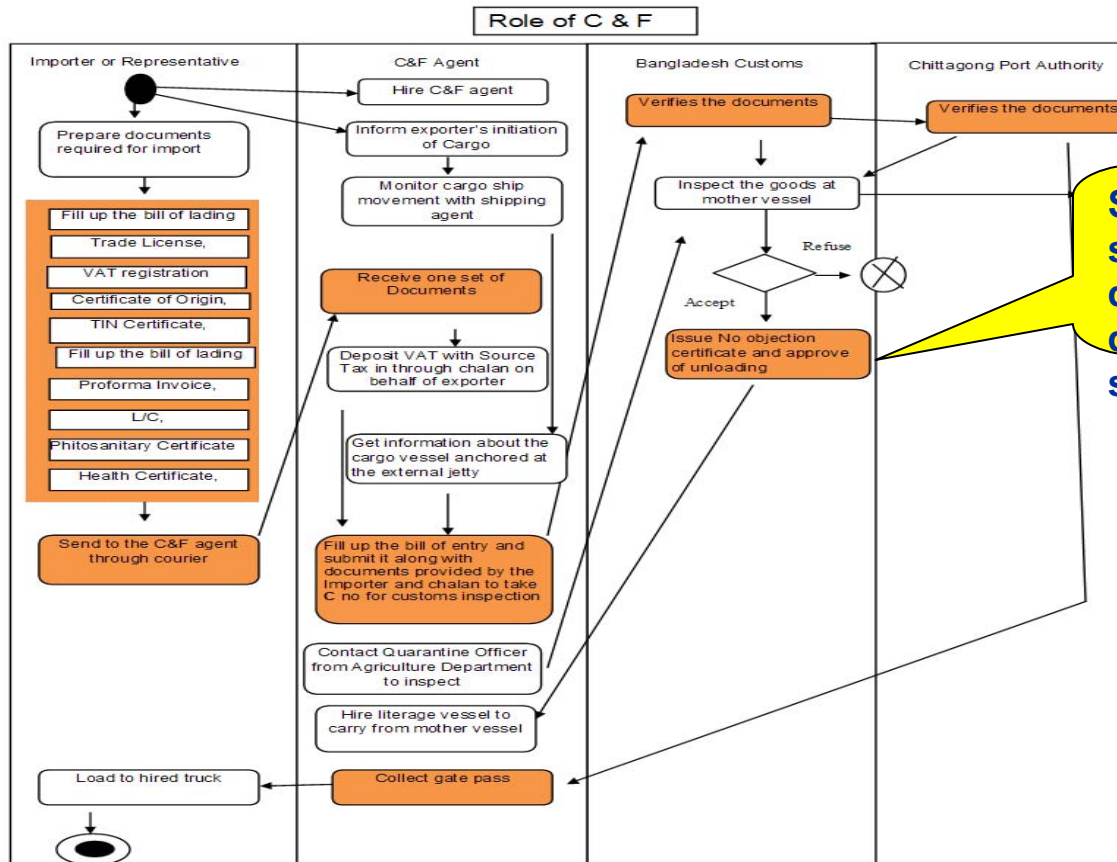 Role of C & F
Importer or Representative
Prepare documents
required for import
Fill up the bill of lading
Trade License,
VAT registration
Certificate of Origin,
TIN Certificate,
Fill up the bill of lading
Proforma Invoice,
L/C,
Phitosanitary Certificate
Health Certificate,
Send to the C&F agent
through courier
Load to hired truck
C&F Agent
Hire C&F agent
Inform exporter's initiation
of Cargo
Monitor cargo ship
movement with shipping
agent
Receive one set of
Documents
Deposit VAT with Source
Tax in through chalan on
behalf of exporter
Get information about the
cargo vessel anchored at
the external jetty
Fill up the bill of entry and
submit it along with
documents provided by the
Importer and chalan to take
C no for customs inspection
Contact Quarantine Officer
from Agriculture Department
to inspect
Hire literage vessel to
carry from mother vessel
Collect gate pass
Bangladesh Customs
Verifies the documents
Inspect the goods at
mother vessel
Refuse
Accept
Issue No objection
certificate and approve
of unloading
Chittagong Port Authority
Verifies the documents